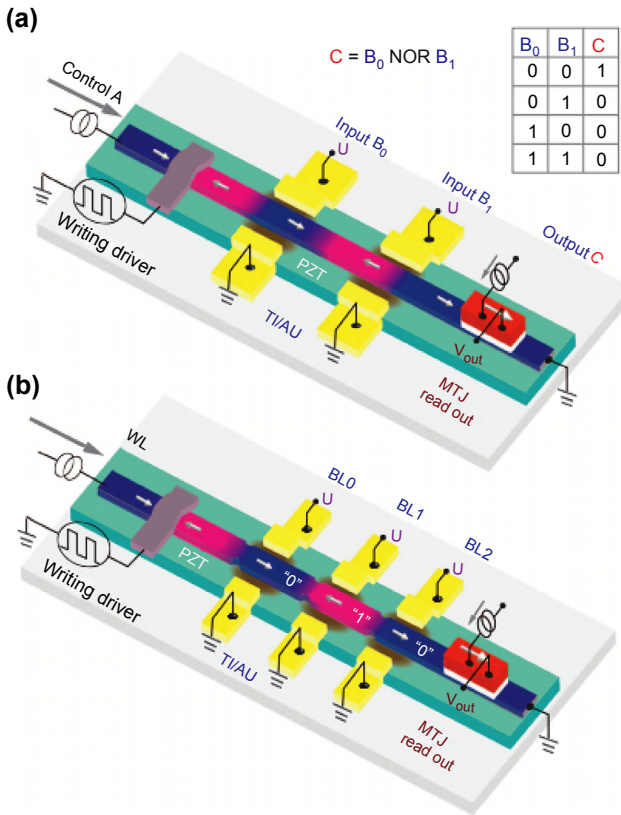 (a)
C = B₀ NOR B₁
B₀ B₁ C
0 0 1
0 1 0
1 0 0
1 1 0
Control A
Input B₀
Input B₁
Output C
U
U
Writing driver
PZT
TI/AU
Vout
MTJ
read out
(b)
WL
BL0
BL1
BL2
U
U
U
Writing driver
PZT
"0"
"1"
"0"
TI/AU
Vout
MTJ
read out